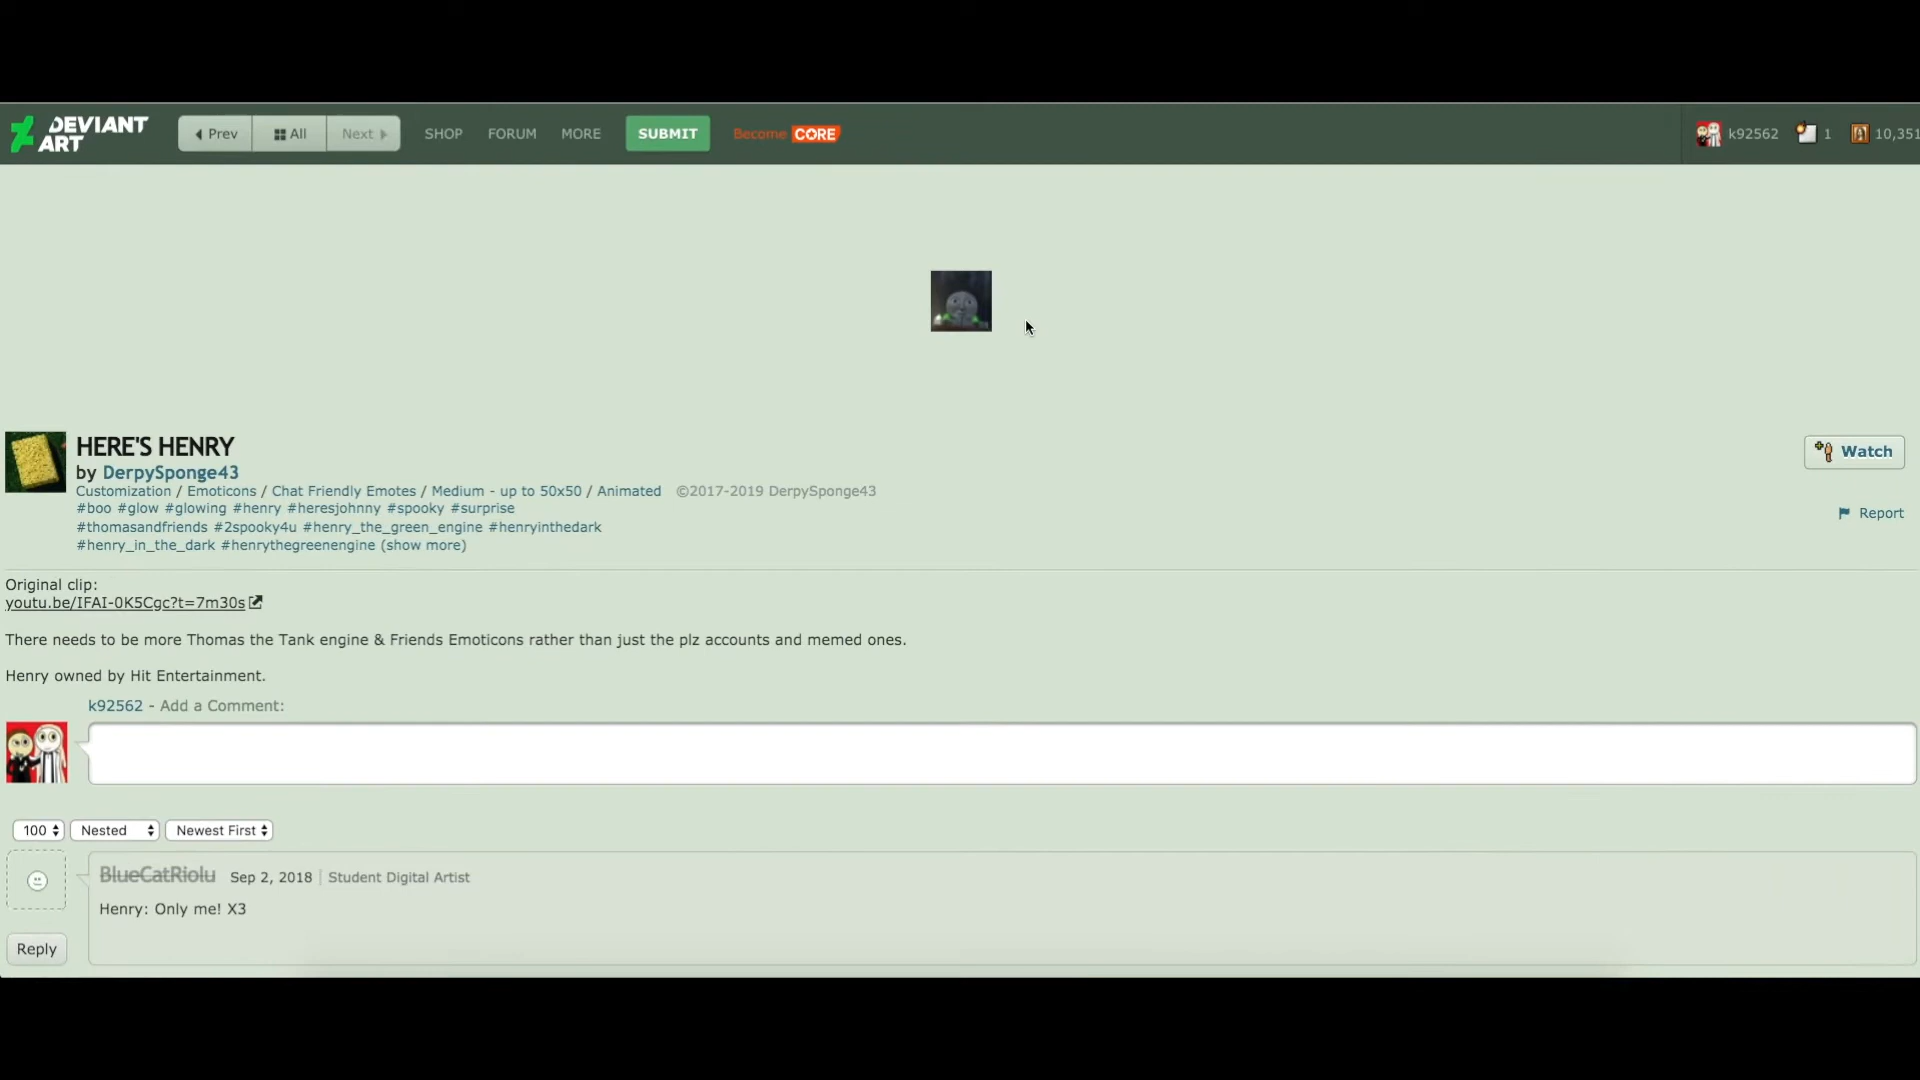 DEVIANT ART
Prev
All
Next
SHOP
FORUM
MORE
SUBMIT
Become CORE
k92562
1
10,351
HERE'S HENRY
Watch
by DerpySponge43
Customization / Emoticons / Chat Friendly Emotes / Medium - up to 50x50 / Animated ©2017-2019 DerpySponge43
#boo #glow #glowing #henry #heresjohnny #spooky #surprise
Report
#thomasandfriends #2spooky4u #henry_the_green_engine #henryinthedark
#henry_in_the_dark #henrythegreenengine (show more)
Original clip:
youtu.be/IFAI-0K5Cgc?t=7m30s
There needs to be more Thomas the Tank engine & Friends Emoticons rather than just the plz accounts and memed ones.
Henry owned by Hit Entertainment.
k92562 - Add a Comment:
100
Nested
Newest First
BlueCatRiolu Sep 2, 2018 | Student Digital Artist
Henry: Only me! X3
Reply